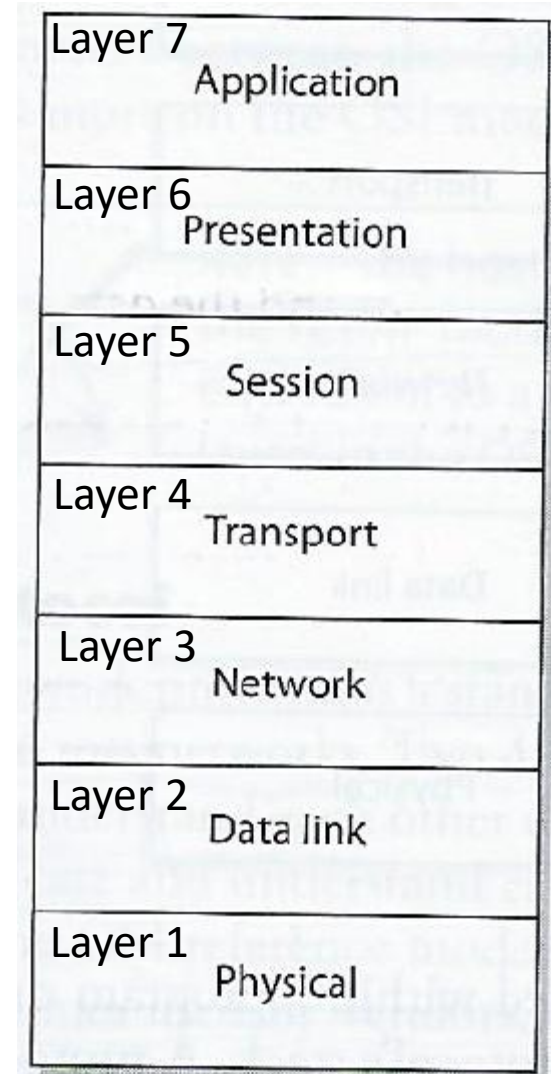 Layer 7
Application
Layer 6
Presentation
Layer 5
Session
Layer 4
Transport
Layer 3
Network
Layer 2
Data link
Layer 1
Physical